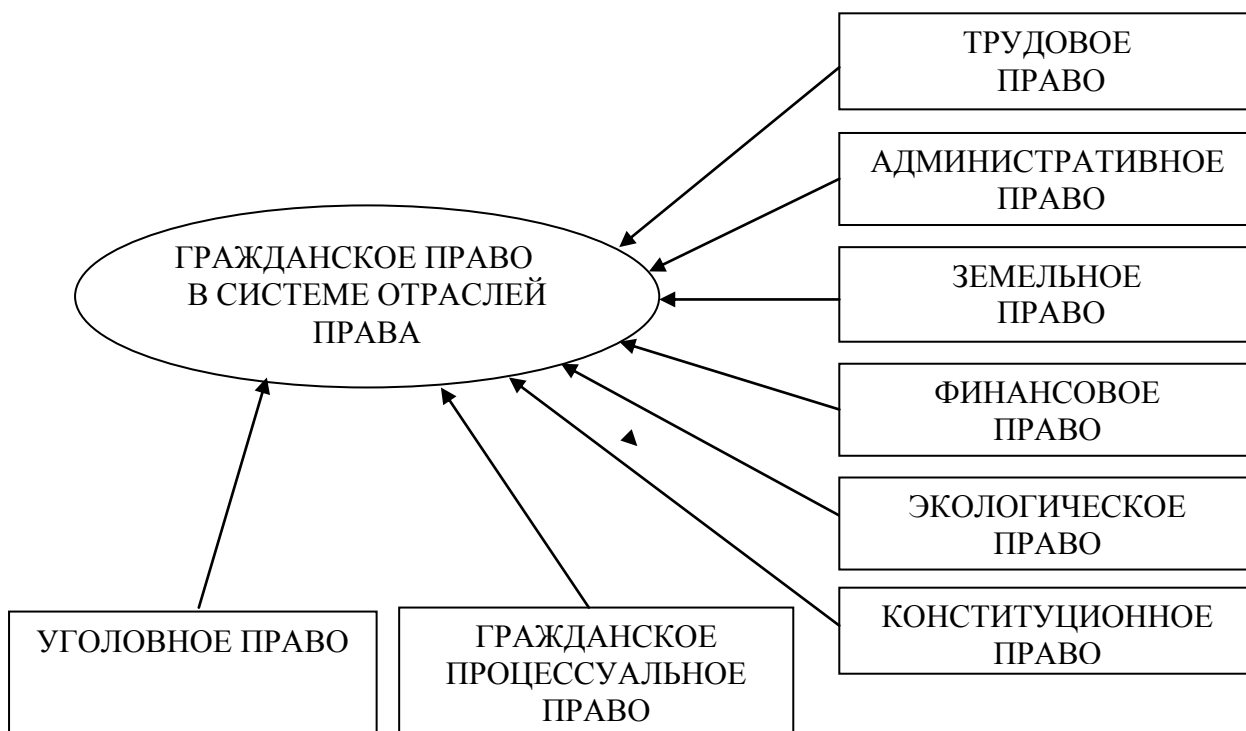 ТРУДОВОЕ
ПРАВО
АДМИНИСТРАТИВНОЕ
ПРАВО
ГРАЖДАНСКОЕ ПРАВО
В СИСТЕМЕ ОТРАСЛЕЙ
ПРАВА
ЗЕМЕЛЬНОЕ
ПРАВО
ФИНАНСОВОЕ
ПРАВО
ЭКОЛОГИЧЕСКОЕ
ПРАВО
КОНСТИТУЦИОННОЕ
ПРАВО
УГОЛОВНОЕ ПРАВО
ГРАЖДАНСКОЕ
ПРОЦЕССУАЛЬНОЕ
ПРАВО